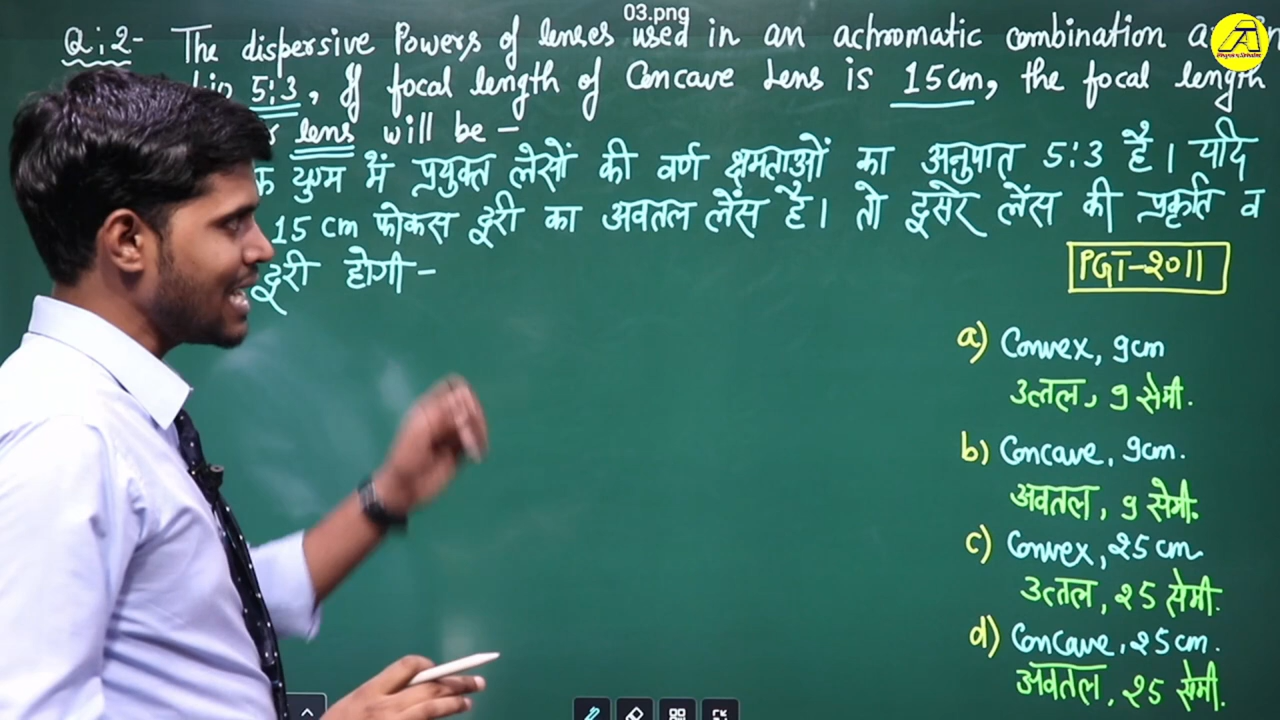 03.png
Q:2- The dispersive Powers of lenses used in an achromatic combination
5:3, If focal length of Concave Lens is 15cm, the focal length
lens will be -
युग्म में प्रयुक्त लेंसों की वर्ण क्षमताओं का अनुपात 5:3 है। यदि
15 cm फोकस दूरी का अवतल लेंस है। तो दूसरे लेंस की प्रकृति व
दूरी होगी-
PGT-2011
a) Convex, 9cm
उत्तल, 9 सेमी.
b) Concave, 9cm.
अवतल, 9 सेमी.
c) Convex, 25 cm
उत्तल, 25 सेमी.
d) Concave, 25cm.
अवतल, 25 सेमी.